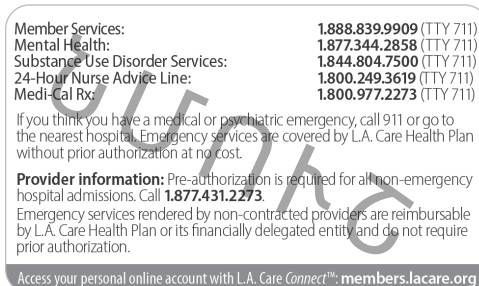 Member Services: 1.888.839.9909 (TTY 711)
Mental Health: 1.877.344.2858 (TTY 711)
Substance Use Disorder Services: 1.844.804.7500 (TTY 711)
24-Hour Nurse Advice Line: 1.800.249.3619 (TTY 711)
Medi-Cal Rx: 1.800.977.2273 (TTY 711)
If you think you have a medical or psychiatric emergency, call 911 or go to
the nearest hospital. Emergency services are covered by L.A. Care Health Plan
without prior authorization at no cost.
Provider information: Pre-authorization is required for all non-emergency
hospital admissions. Call 1.877.431.2273.
Emergency services rendered by non-contracted providers are reimbursable
by L.A. Care Health Plan or its financially delegated entity and do not require
prior authorization.
Access your personal online account with L.A. Care Connect™: members.lacare.org
ՆՄՈՒՇ